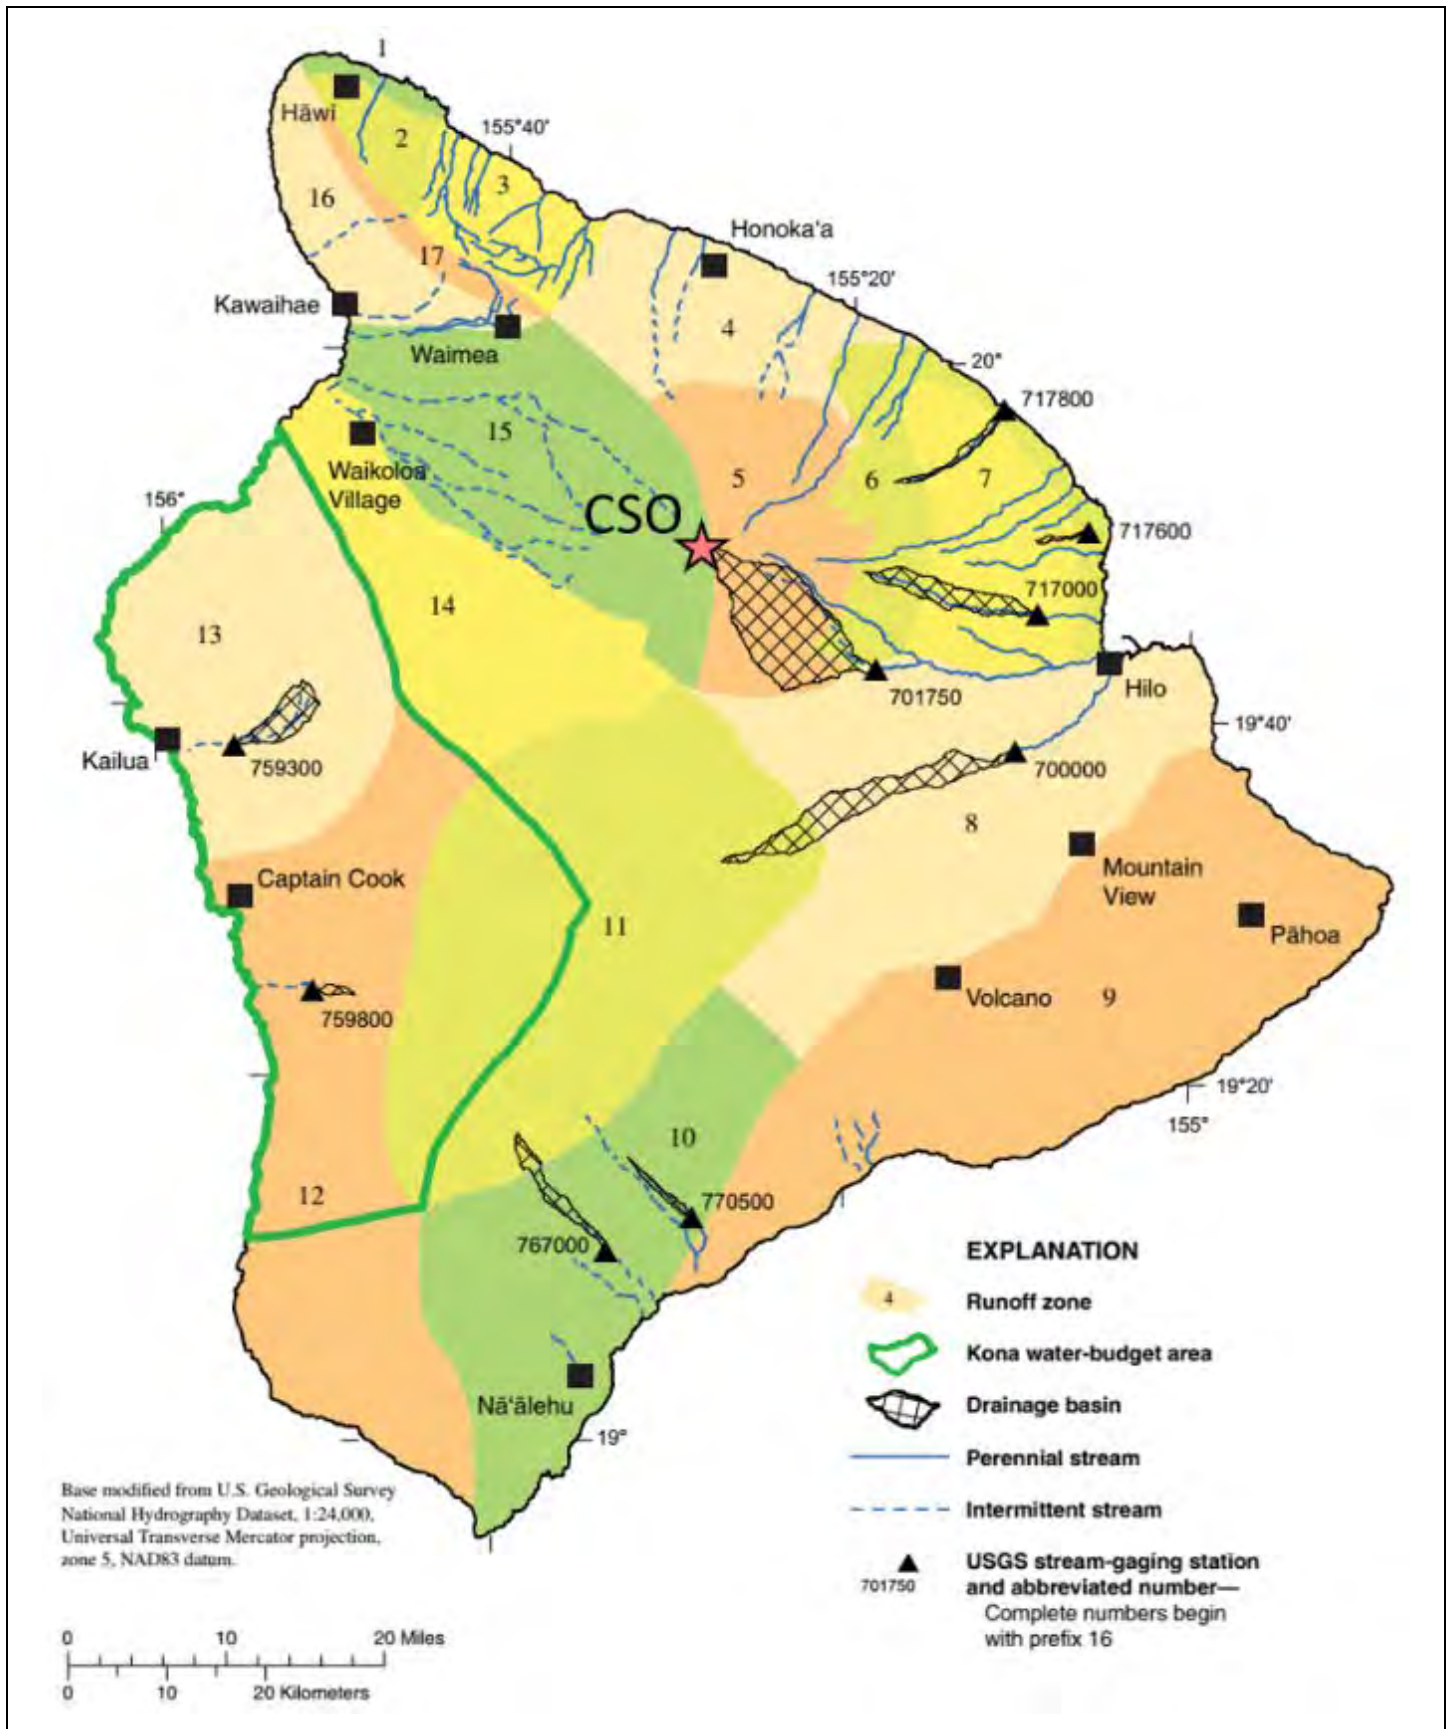 1
Hāwi
2
155°40'
3
16
Honoka'a
17
155°20'
Kawaihae
4
Waimea
20°
717800
15
5
6
7
Waikoloa
Village
156°
CSO
717600
717000
14
13
701750
Hilo
19°40'
Kailua
759300
700000
8
Mountain
View
Captain Cook
11
Pāhoa
Volcano
9
759800
19°20'
155°
10
12
770500
767000
Nā'ālehu
19°
EXPLANATION
4
Runoff zone
Kona water-budget area
Drainage basin
Perennial stream
Intermittent stream
701750
USGS stream-gaging station
and abbreviated number—
Complete numbers begin
with prefix 16
Base modified from U.S. Geological Survey
National Hydrography Dataset, 1:24,000,
Universal Transverse Mercator projection,
zone 5, NAD83 datum.
0 10 20 Miles
0 10 20 Kilometers